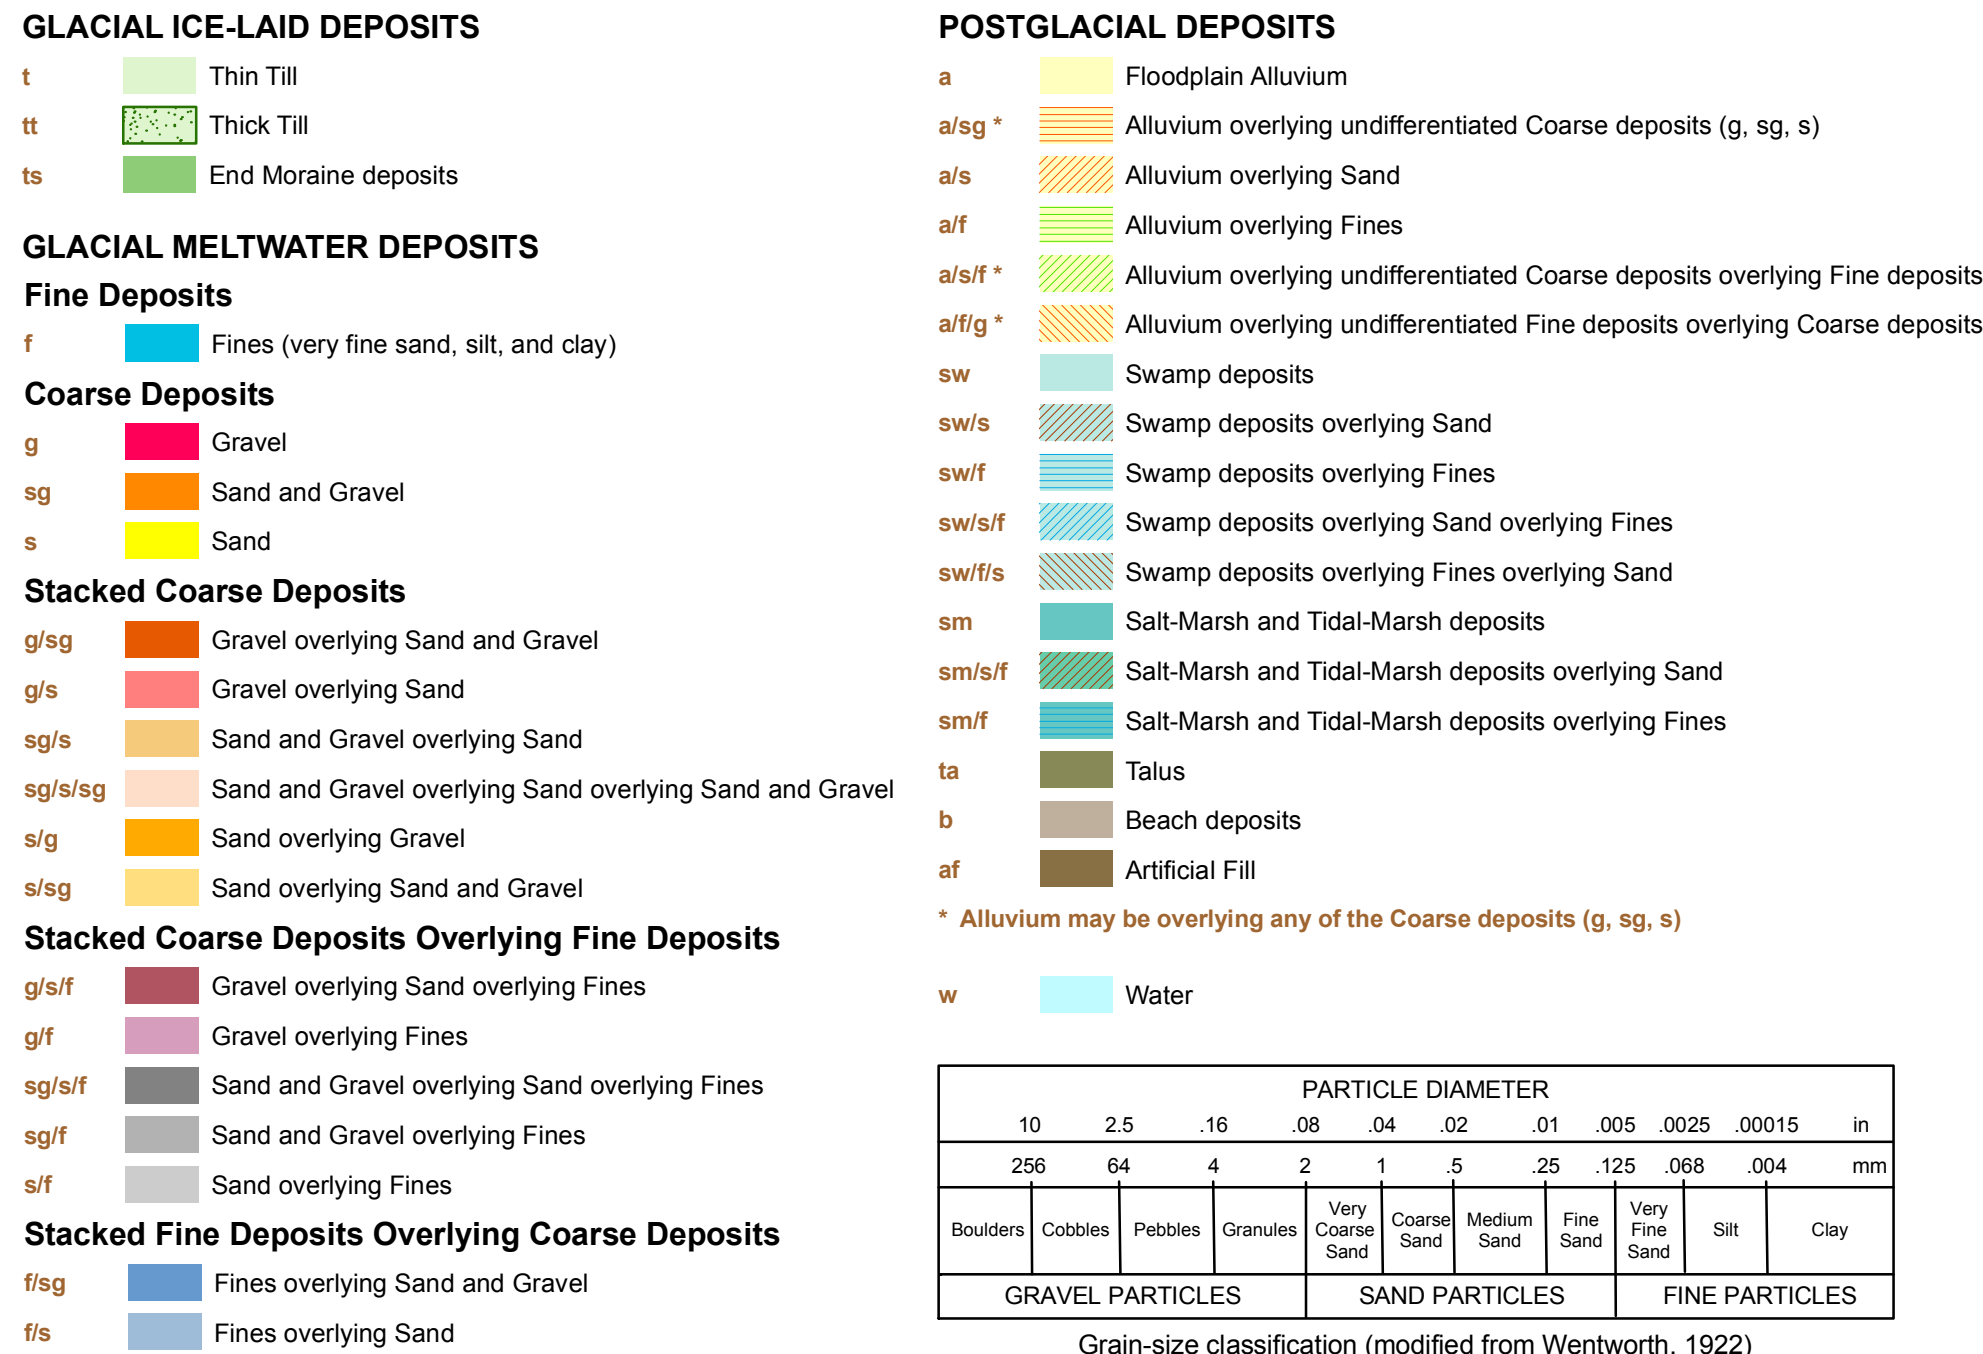 GLACIAL ICE-LAID DEPOSITS
t Thin Till
tt Thick Till
ts End Moraine deposits
GLACIAL MELTWATER DEPOSITS
Fine Deposits
f Fines (very fine sand, silt, and clay)
Coarse Deposits
g Gravel
sg Sand and Gravel
s Sand
Stacked Coarse Deposits
g/sg Gravel overlying Sand and Gravel
g/s Gravel overlying Sand
sg/s Sand and Gravel overlying Sand
sg/s/sg Sand and Gravel overlying Sand overlying Sand and Gravel
s/g Sand overlying Gravel
s/sg Sand overlying Sand and Gravel
Stacked Coarse Deposits Overlying Fine Deposits
g/s/f Gravel overlying Sand overlying Fines
g/f Gravel overlying Fines
sg/s/f Sand and Gravel overlying Sand overlying Fines
sg/f Sand and Gravel overlying Fines
s/f Sand overlying Fines
Stacked Fine Deposits Overlying Coarse Deposits
f/sg Fines overlying Sand and Gravel
f/s Fines overlying Sand
POSTGLACIAL DEPOSITS
a Floodplain Alluvium
a/sg * Alluvium overlying undifferentiated Coarse deposits (g, sg, s)
a/s Alluvium overlying Sand
a/f Alluvium overlying Fines
a/s/f * Alluvium overlying undifferentiated Coarse deposits overlying Fine deposits
a/f/g * Alluvium overlying undifferentiated Fine deposits overlying Coarse deposits
sw Swamp deposits
sw/s Swamp deposits overlying Sand
sw/f Swamp deposits overlying Fines
sw/s/f Swamp deposits overlying Sand overlying Fines
sw/f/s Swamp deposits overlying Fines overlying Sand
sm Salt-Marsh and Tidal-Marsh deposits
sm/s/f Salt-Marsh and Tidal-Marsh deposits overlying Sand
sm/f Salt-Marsh and Tidal-Marsh deposits overlying Fines
ta Talus
b Beach deposits
af Artificial Fill
* Alluvium may be overlying any of the Coarse deposits (g, sg, s)
w Water
PARTICLE DIAMETER
10 2.5 .16 .08 .04 .02 .01 .005 .0025 .00015 in
256 64 4 2 1 .5 .25 .125 .068 .004 mm
Boulders Cobbles Pebbles Granules Very Coarse Sand Coarse Sand Medium Sand Fine Sand Very Fine Sand Silt Clay
GRAVEL PARTICLES SAND PARTICLES FINE PARTICLES
Grain-size classification (modified from Wentworth, 1922)